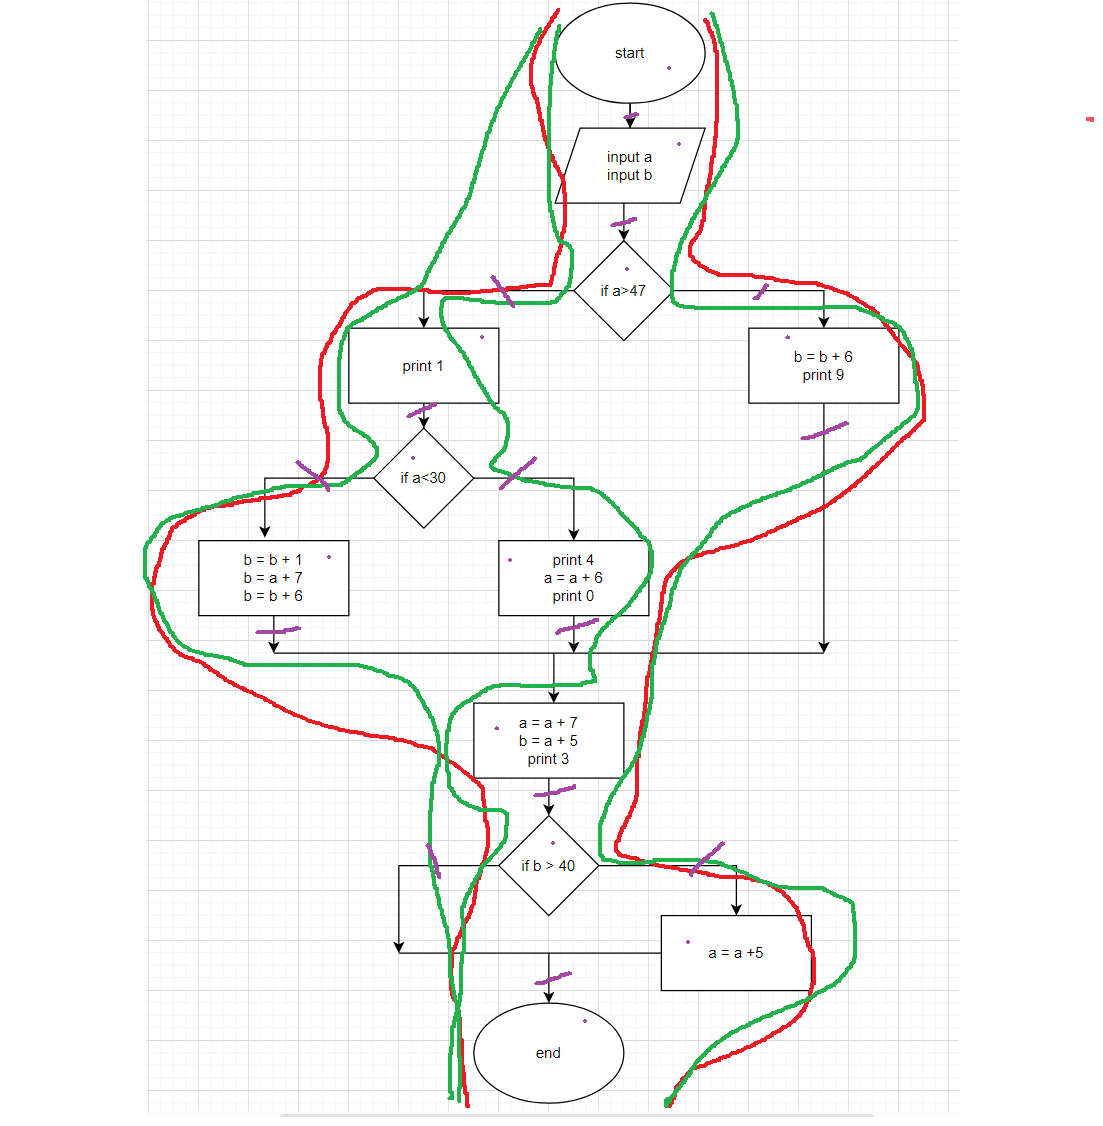 start
input a
input b
if a>47
print 1
b = b + 6
print 9
if a<30
b = b + 1
b = a + 7
b = b + 6
print 4
a = a + 6
print 0
a = a + 7
b = a + 5
print 3
if b > 40
a = a +5
end